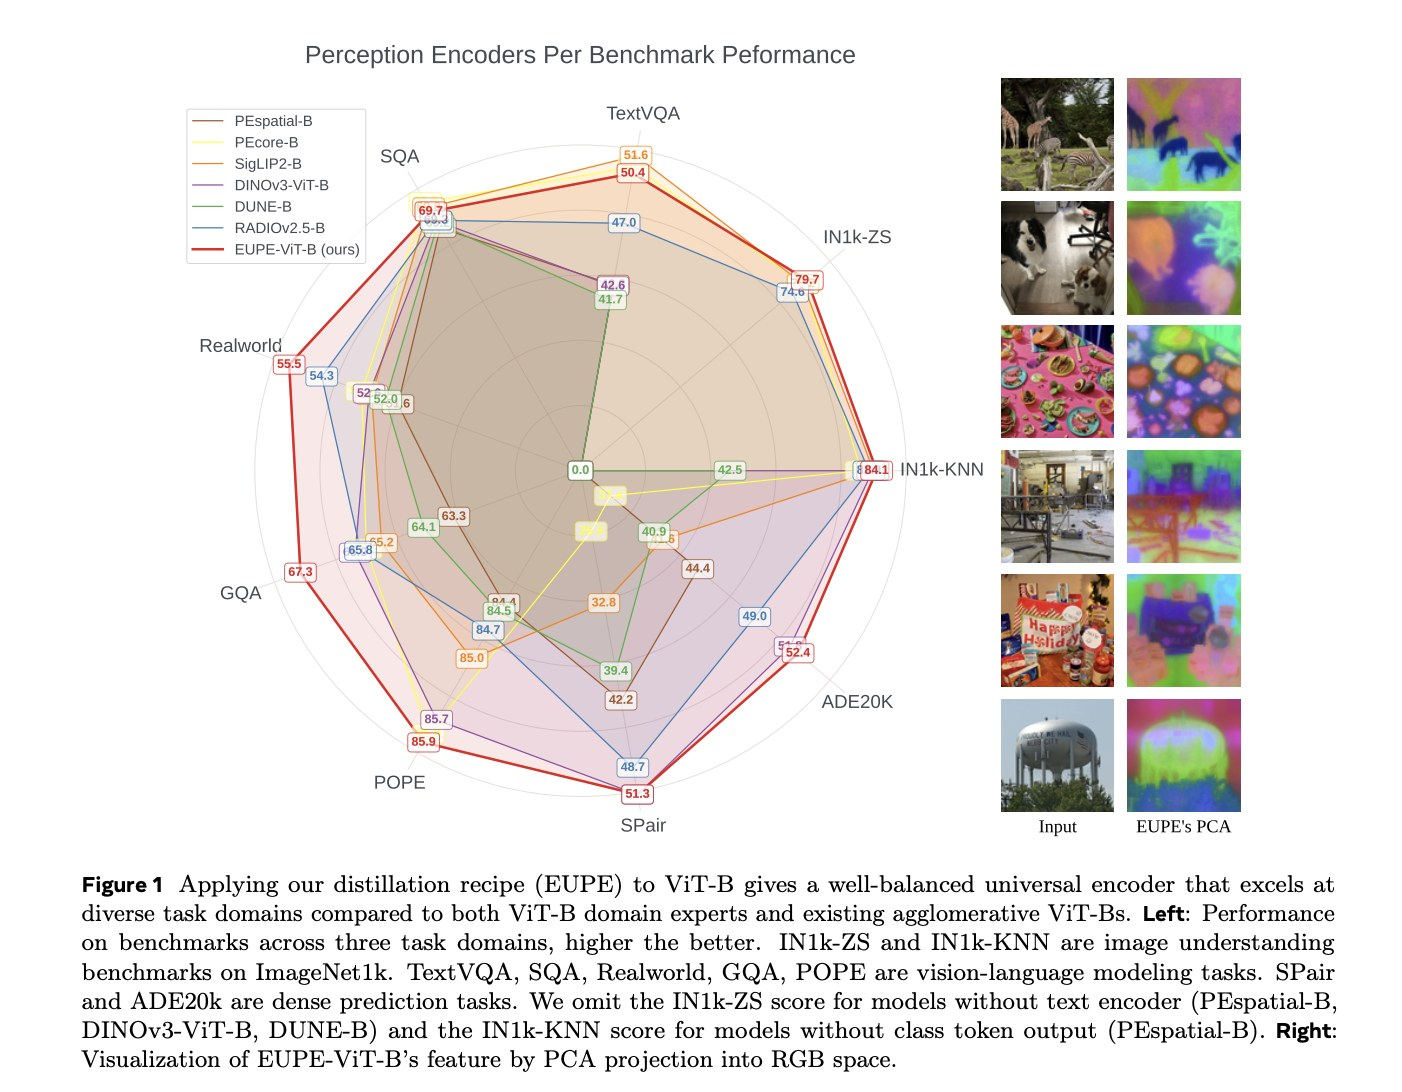 Perception Encoders Per Benchmark Peformance
PEspatial-B
PEcore-B
SigLIP2-B
DINOv3-ViT-B
DUNE-B
RADIOv2.5-B
EUPE-ViT-B (ours)
TextVQA
SQA
IN1k-ZS
Realworld
IN1k-KNN
GQA
ADE20K
POPE
SPair
51.6
50.4
47.0
42.6
41.7
69.7
79.7
74.6
55.5
54.3
52.0
0.0
42.5
84.1
63.3
64.1
65.2
65.8
67.3
40.9
44.4
49.0
52.4
32.8
39.4
42.2
48.7
51.3
84.5
84.7
85.0
85.7
85.9
Happy
Holiday
Input
EUPE's PCA
Figure 1 Applying our distillation recipe (EUPE) to ViT-B gives a well-balanced universal encoder that excels at
diverse task domains compared to both ViT-B domain experts and existing agglomerative ViT-Bs. Left: Performance
on benchmarks across three task domains, higher the better. IN1k-ZS and IN1k-KNN are image understanding
benchmarks on ImageNet1k. TextVQA, SQA, Realworld, GQA, POPE are vision-language modeling tasks. SPair
and ADE20k are dense prediction tasks. We omit the IN1k-ZS score for models without text encoder (PEspatial-B,
DINOv3-ViT-B, DUNE-B) and the IN1k-KNN score for models without class token output (PEspatial-B). Right:
Visualization of EUPE-ViT-B's feature by PCA projection into RGB space.